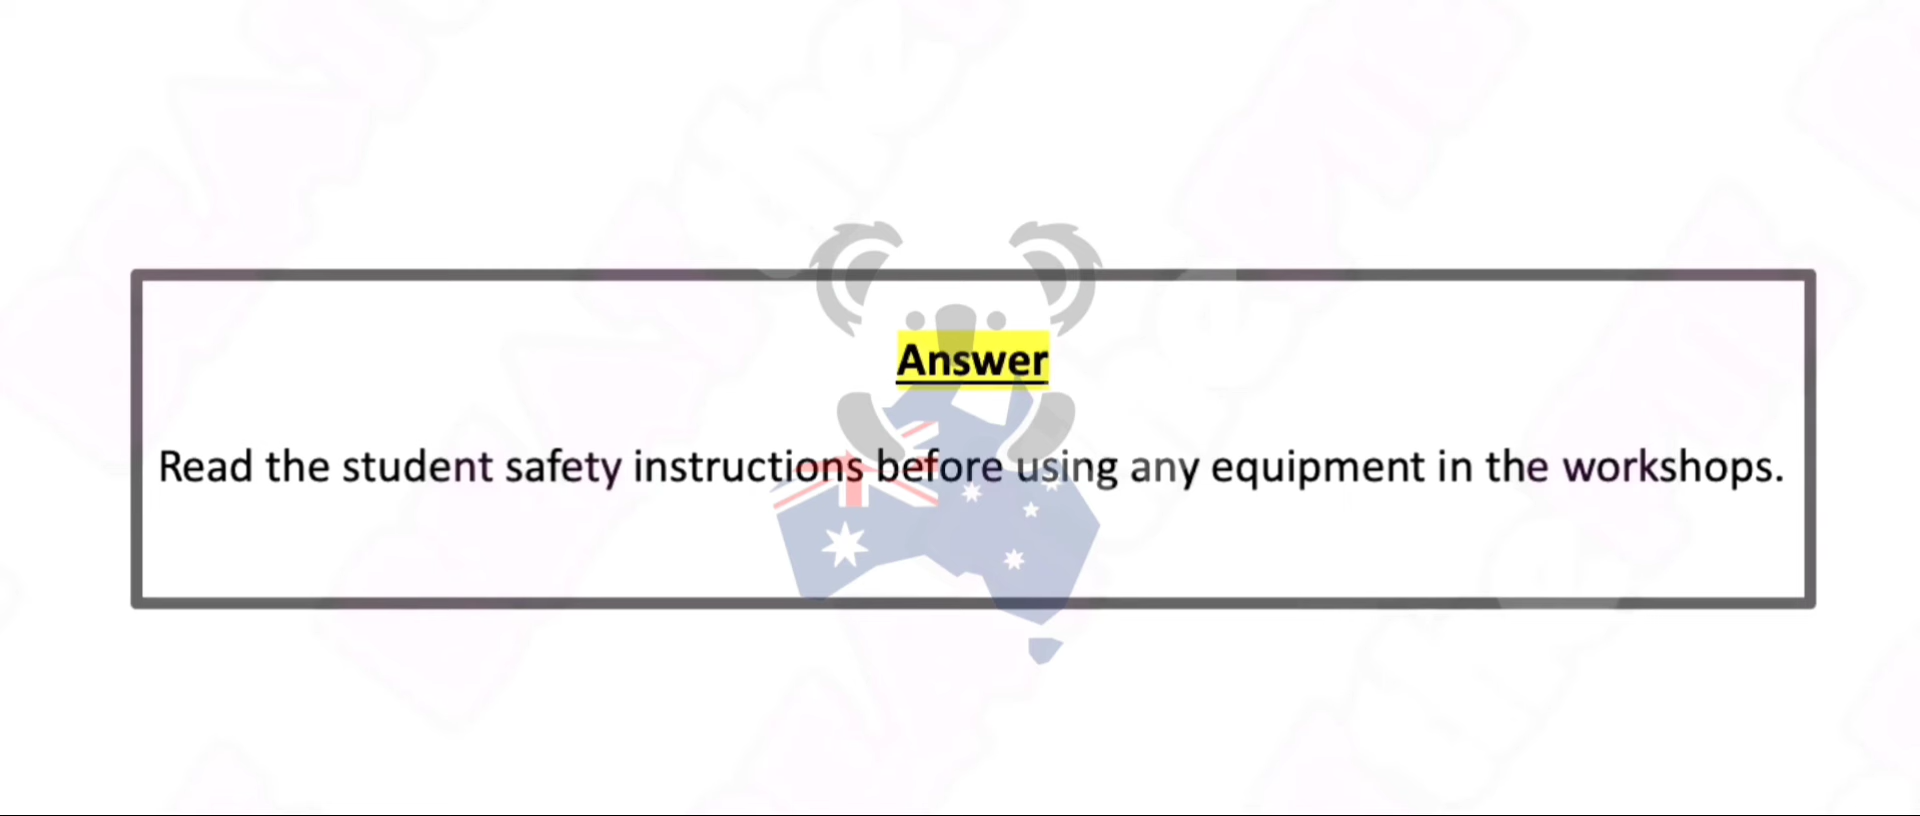 Answer
Read the student safety instructions before using any equipment in the workshops.